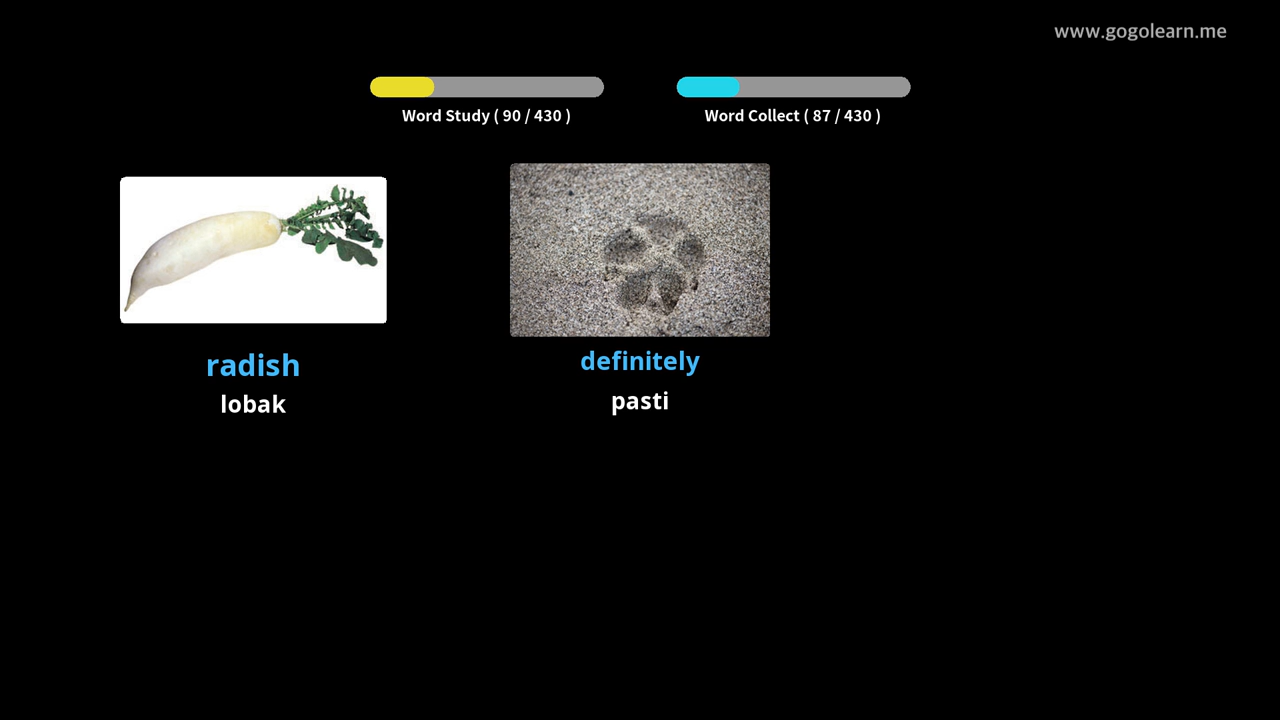 www.gogolearn.me
Word Study ( 90 / 430 )
Word Collect ( 87 / 430 )
radish
lobak
definitely
pasti